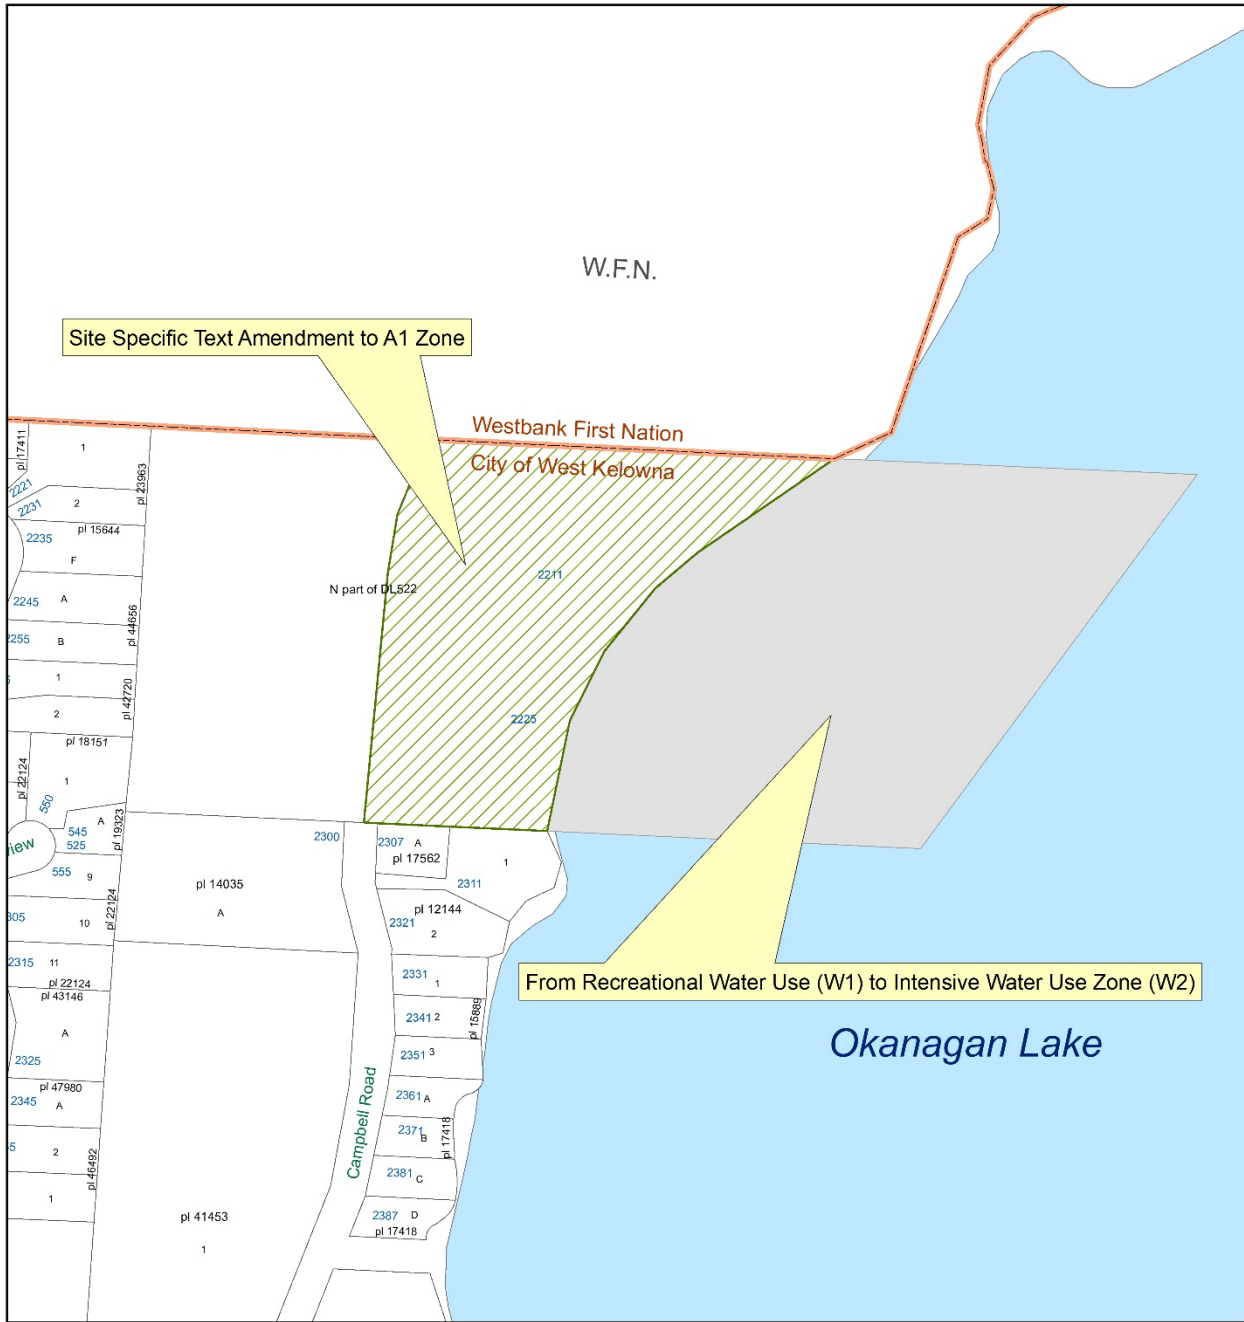 W.F.N.
Site Specific Text Amendment to A1 Zone
Westbank First Nation
City of West Kelowna
pl 17411
1
pl 23963
2221
2231
2
pl 15644
2235
F
2211
N part of DL522
2245
A
pl 44656
2255
B
1
pl 42720
2
2225
pl 18151
pl 22124
1
550
A
pl 19323
545
525
view
555
9
pl 22124
305
10
2315
11
pl 22124
pl 43146
A
2325
pl 47980
2345
A
5
2
pl 46492
1
2300
2307
A
pl 17562
1
2311
pl 14035
A
pl 12144
2321
2
2331
1
pl 15889
2341
2
2351
3
2361
A
2371
B
pl 17418
2381
C
2387
D
pl 17418
Campbell Road
pl 41453
1
From Recreational Water Use (W1) to Intensive Water Use Zone (W2)
Okanagan Lake